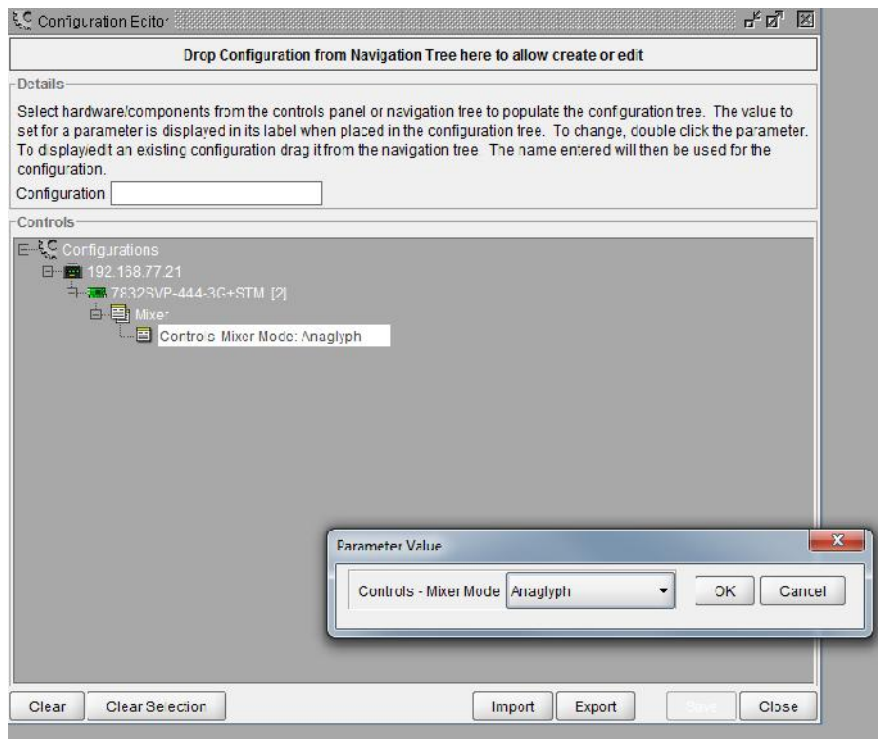 Configuration Editor
Drop Configuration from Navigation Tree here to allow create or edit
Details
Select hardware/components from the controls panel or navigation tree to populate the configuration tree. The value to
set for a parameter is displayed in its label when placed in the configuration tree. To change, double click the parameter.
To display/edit an existing configuration drag it from the navigation tree. The name entered will then be used for the
configuration.
Configuration
Controls
Configurations
192.168.77.21
7832SVP-444-3G+STM [2]
Mixer
Controls Mixer Mode: Anaglyph
Parameter Value
Controls - Mixer Mode Anaglyph OK Cancel
Clear Clear Selection Import Export Save Close